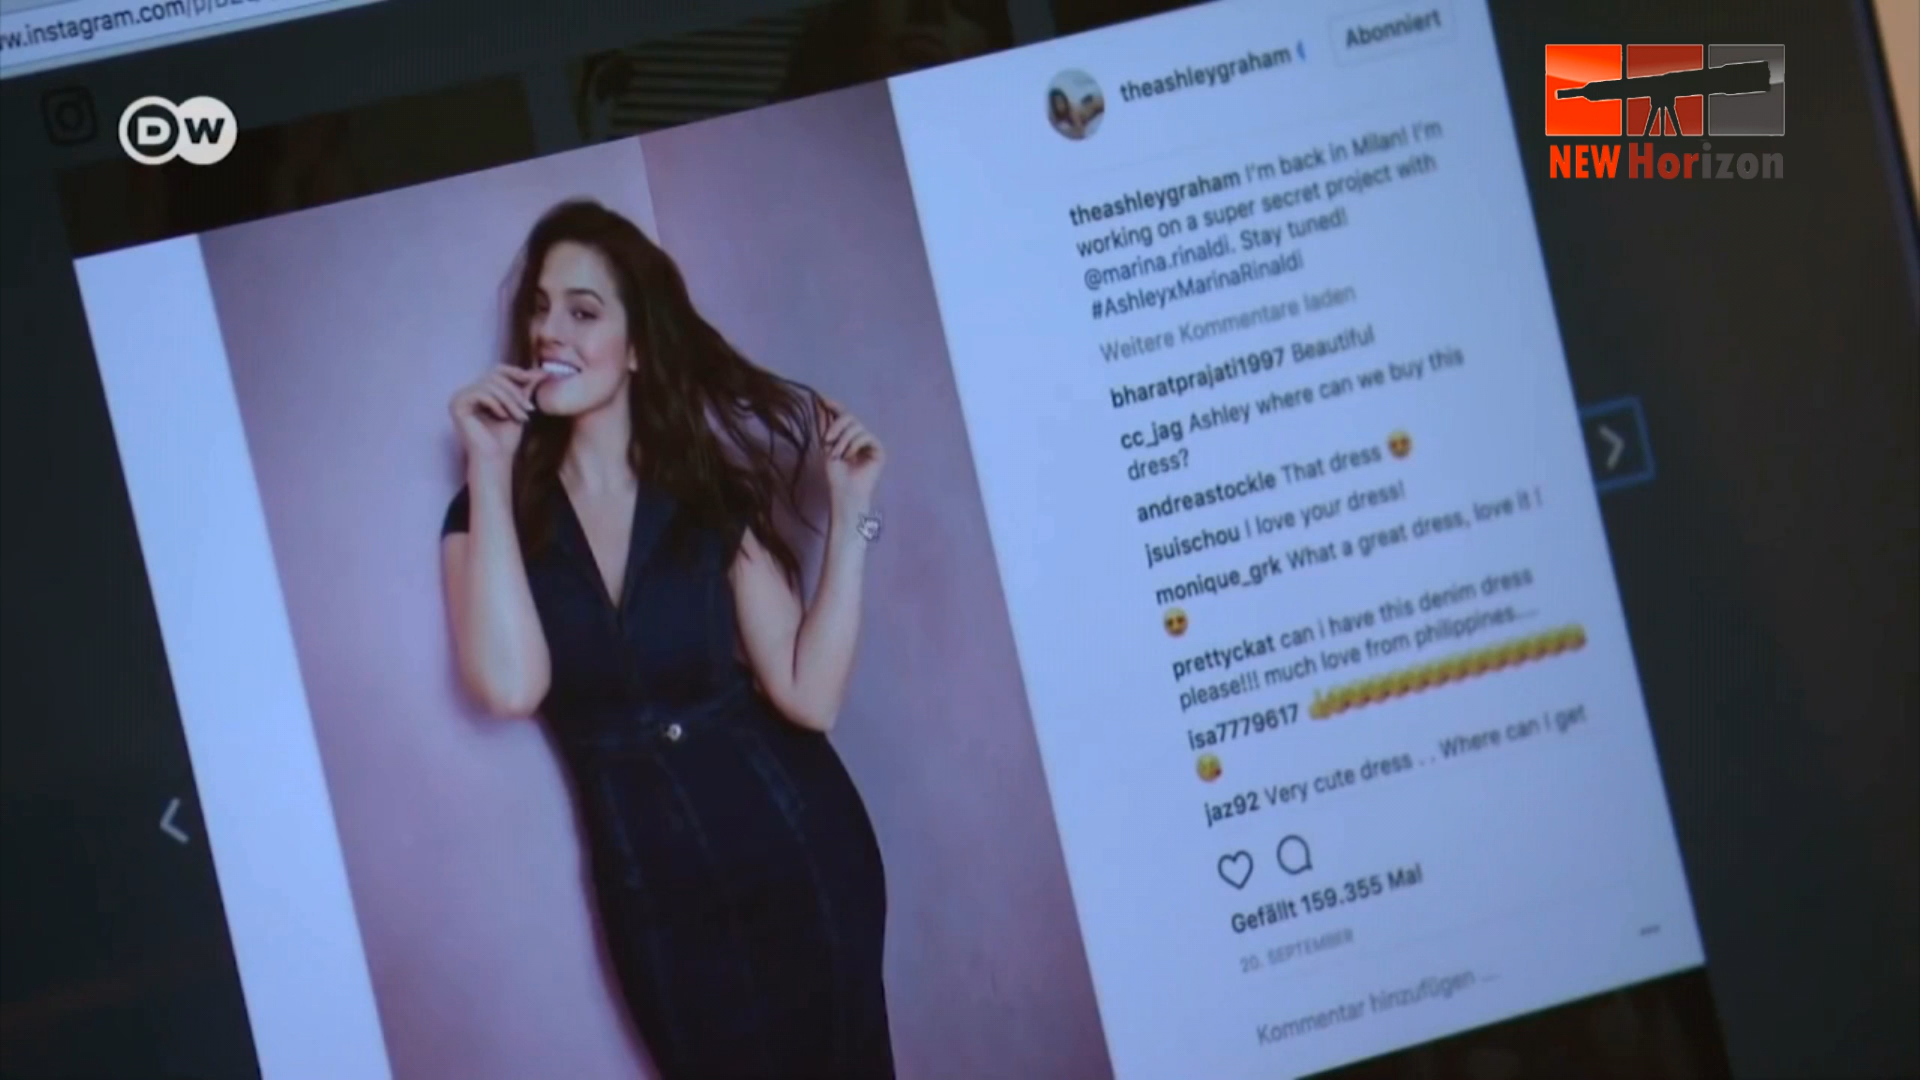 w.instagram.com/p/
DW
NEW Horizon
theashleygraham
Abonniert
theashleygraham I'm back in Milan! I'm
working on a super secret project with
@marina.rinaldi. Stay tuned!
#AshleyxMarinaRinaldi
Weitere Kommentare laden
bharatprajati1997 Beautiful
cc_jag Ashley where can we buy this
dress?
andreastockle That dress 😍
jsuischou I love your dress!
monique_grk What a great dress, love it !
😍
prettyckat can i have this denim dress
please!!! much love from philippines....
isa7779617
jaz92 Very cute dress . . Where can I get
Gefällt 159.355 Mal
20. SEPTEMBER
Kommentar hinzufügen ...